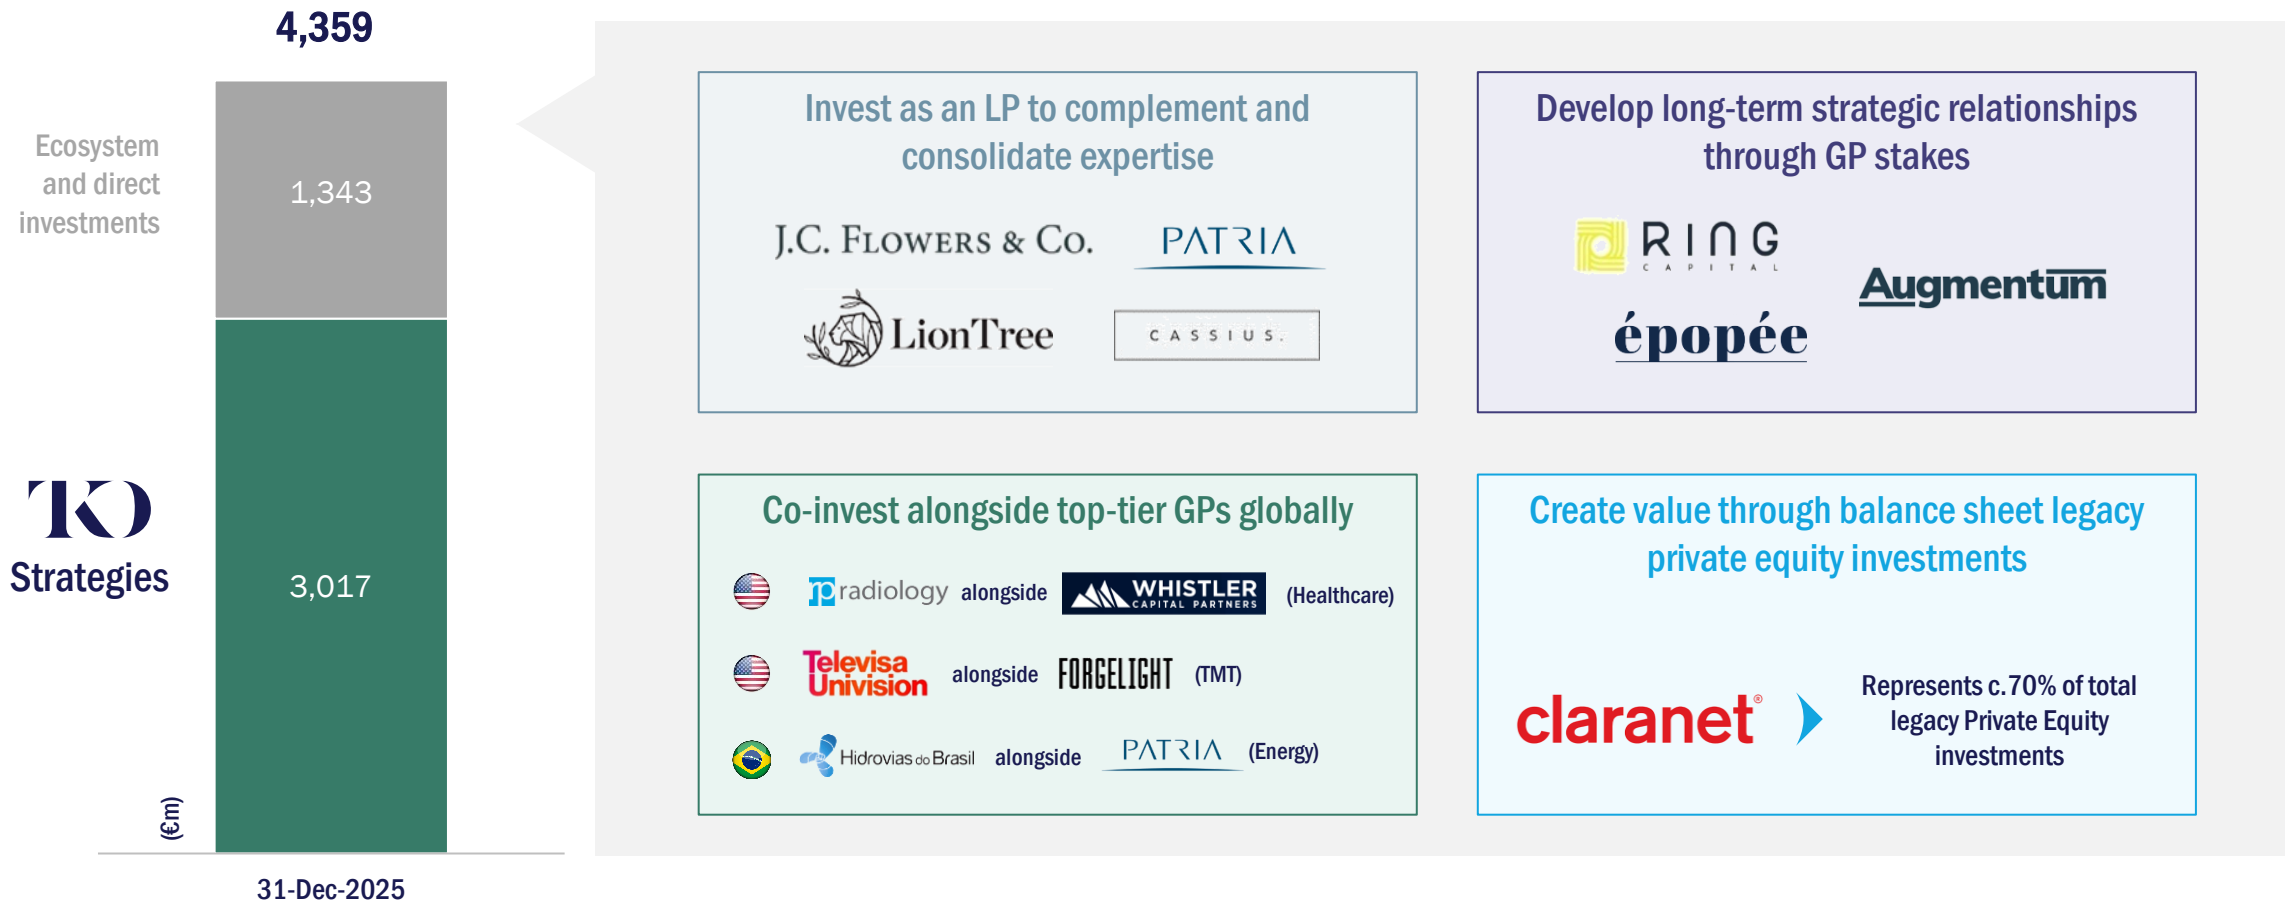 4,359
Ecosystem
and direct
investments
1,343
TKO
Strategies
3,017
(€m)
31-Dec-2025
Invest as an LP to complement and
consolidate expertise
J.C. FLOWERS & CO.
PATRIA
LionTree
CASSIUS.
Develop long-term strategic relationships
through GP stakes
RING
CAPITAL
Augmentum
épopée
Co-invest alongside top-tier GPs globally
rp radiology alongside WHISTLER CAPITAL PARTNERS (Healthcare)
Televisa
Univision alongside FORGELIGHT (TMT)
Hidrovias do Brasil alongside PATRIA (Energy)
Create value through balance sheet legacy
private equity investments
claranet®
Represents c.70% of total
legacy Private Equity
investments